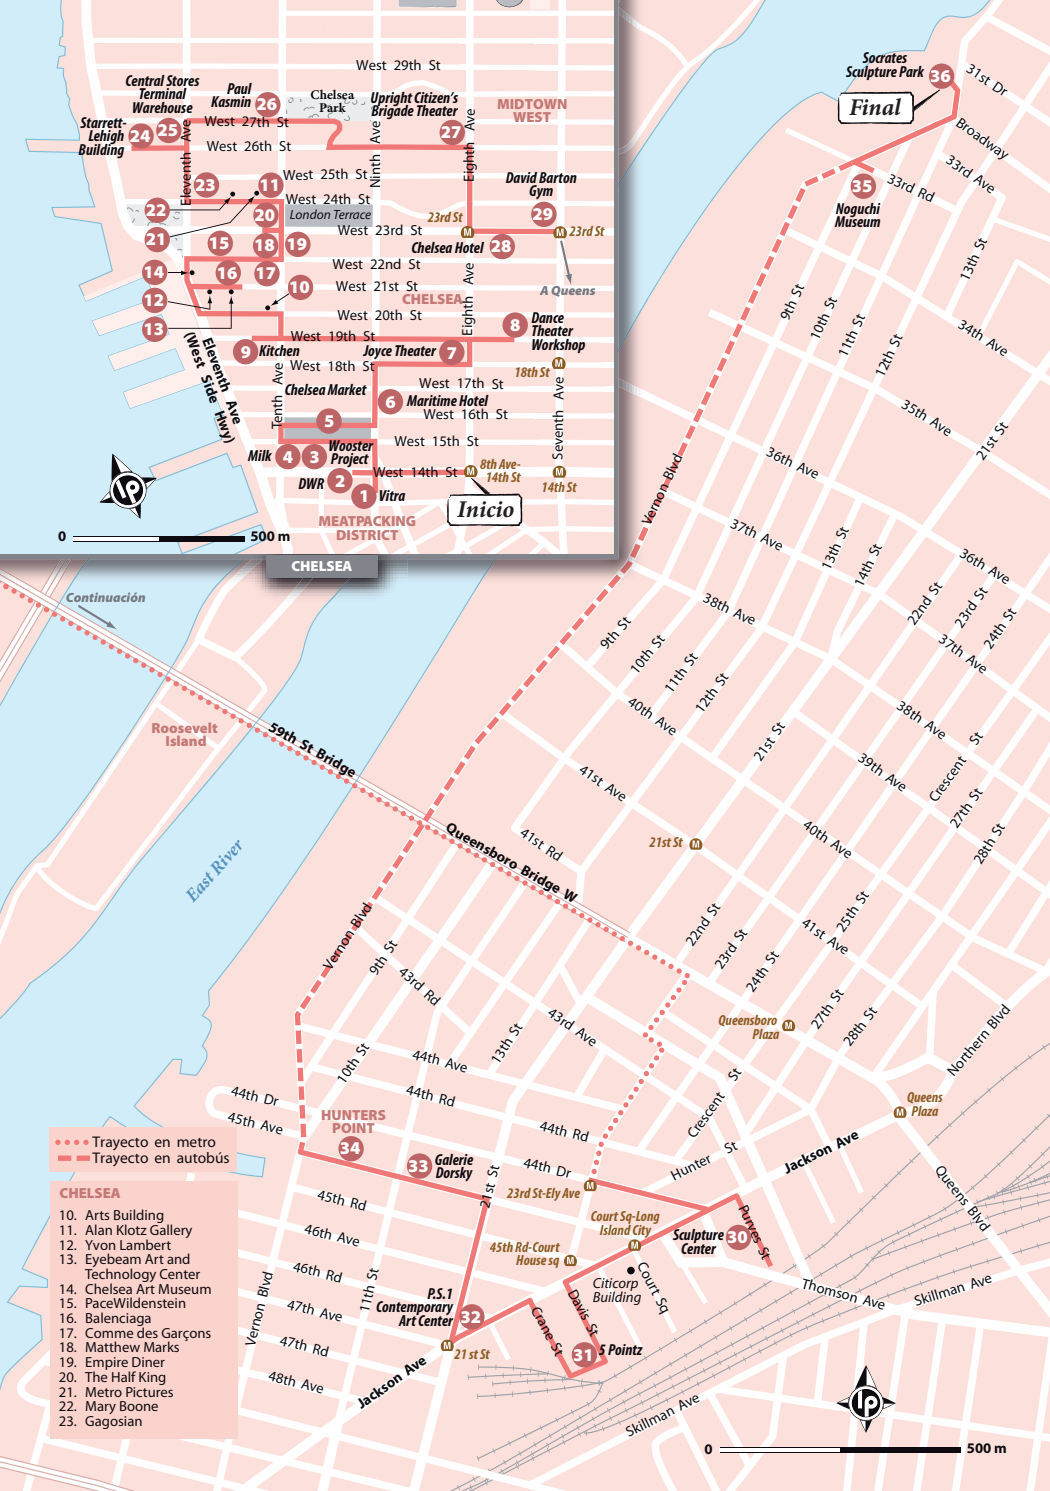 West 29th St
Central Stores
Terminal
Warehouse
Paul
Kasmin
26
Chelsea
Park
Upright Citizen's
Brigade Theater
27
MIDTOWN
WEST
Starrett-
Lehigh
Building
24
25
West 27th St
West 26th St
Eleventh Ave
Ninth Ave
Eighth Ave
West 25th St
23
11
West 24th St
David Barton
Gym
29
22
20
London Terrace
23rd St
M
M
23rd St
21
15
18
19
West 23rd St
Chelsea Hotel
28
14
16
17
West 22nd St
12
10
West 21st St
CHELSEA
A Queens
13
West 20th St
Eighth Ave
8
Dance
Theater
Workshop
West 19th St
9
Kitchen
Joyce Theater
7
18th St
M
West 18th St
Eleventh Ave
(West Side Hwy)
Tenth Ave
Chelsea Market
West 17th St
6
Maritime Hotel
West 16th St
Seventh Ave
5
West 15th St
Milk
4
3
Wooster
Project
West 14th St
M
8th Ave-
14th St
M
14th St
DWR
2
1
Vitra
Inicio
MEATPACKING
DISTRICT
lp
0
500 m
CHELSEA
Socrates
Sculpture Park
36
Final
31st Dr
Broadway
33rd Ave
33rd Rd
35
Noguchi
Museum
13th St
9th St
10th St
11th St
12th St
34th Ave
35th Ave
21st St
36th Ave
Vernon Blvd
37th Ave
13th St
14th St
36th Ave
22nd St
23rd St
24th St
37th Ave
38th Ave
9th St
10th St
11th St
12th St
40th Ave
38th Ave
Crescent St
39th Ave
21st St
27th St
28th St
41st Ave
40th Ave
41st Rd
21st St
M
Continuación
Roosevelt
Island
59th St Bridge
Queensboro Bridge W
East River
Vernon Blvd
9th St
43rd Rd
22nd St
23rd St
24th St
25th St
41st Ave
27th St
28th St
Queensboro
Plaza
M
Northern Blvd
43rd Ave
13th St
44th Ave
10th St
44th Rd
44th Dr
45th Ave
Crescent St
Queens
Plaza
M
HUNTERS
POINT
34
44th Rd
33
Galerie
Dorsky
44th Dr
Hunter St
Jackson Ave
Queens Blvd
21st St
23rd St-Ely Ave
M
Court Sq-Long
Island City
M
Sculpture
Center
30
Purves St
45th Rd
46th Ave
45th Rd-Court
House sq
M
Citicorp
Building
Court Sq
46th Rd
11th St
Vernon Blvd
P.S.1
Contemporary
Art Center
32
Thomson Ave
Skillman Ave
47th Ave
Davis St
Crane St
47th Rd
M
21 st St
31
5 Pointz
48th Ave
Jackson Ave
Skillman Ave
lp
0
500 m
Trayecto en metro
Trayecto en autobús
CHELSEA
10. Arts Building
11. Alan Klotz Gallery
12. Yvon Lambert
13. Eyebeam Art and
Technology Center
14. Chelsea Art Museum
15. PaceWildenstein
16. Balenciaga
17. Comme des Garçons
18. Matthew Marks
19. Empire Diner
20. The Half King
21. Metro Pictures
22. Mary Boone
23. Gagosian